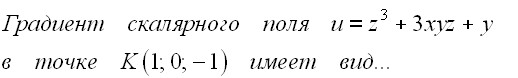 Градиент скалярного поля u = z³ + 3xyz + y
в точке K(1; 0; −1) имеет вид...